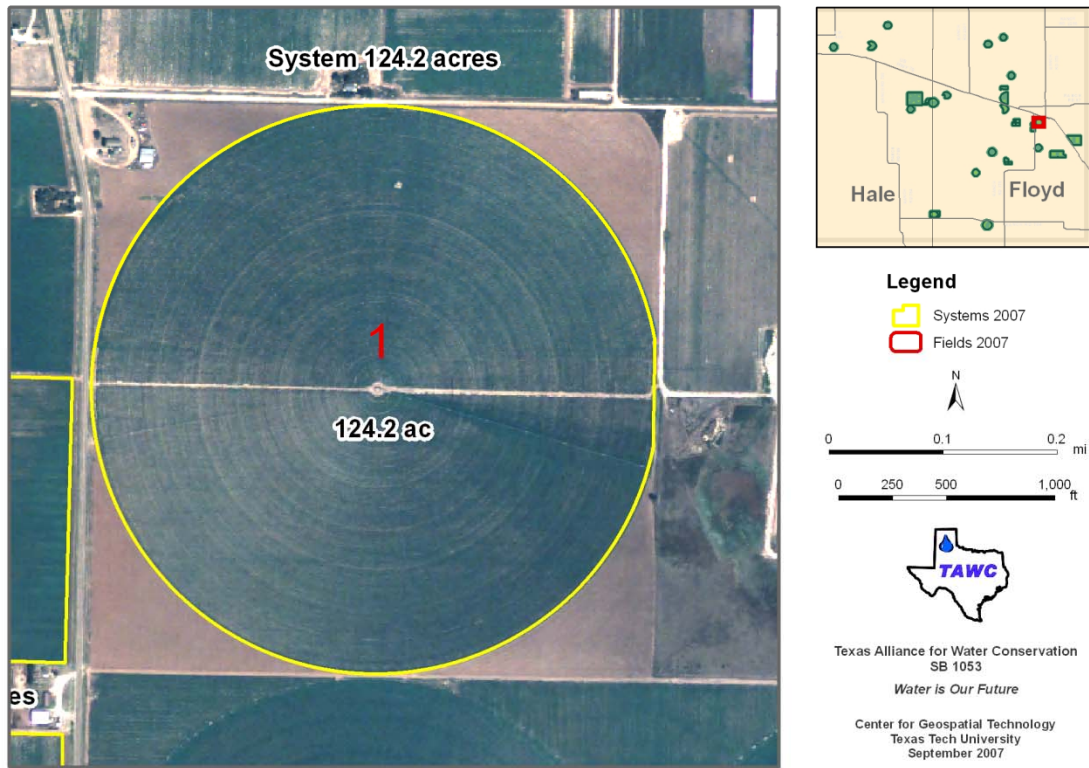 System 124.2 acres
1
124.2 ac
es
Hale
Floyd
Legend
Systems 2007
Fields 2007
N
0 0.1 0.2
mi
0 250 500 1,000
ft
TAWC
Texas Alliance for Water Conservation
SB 1053
Water is Our Future
Center for Geospatial Technology
Texas Tech University
September 2007